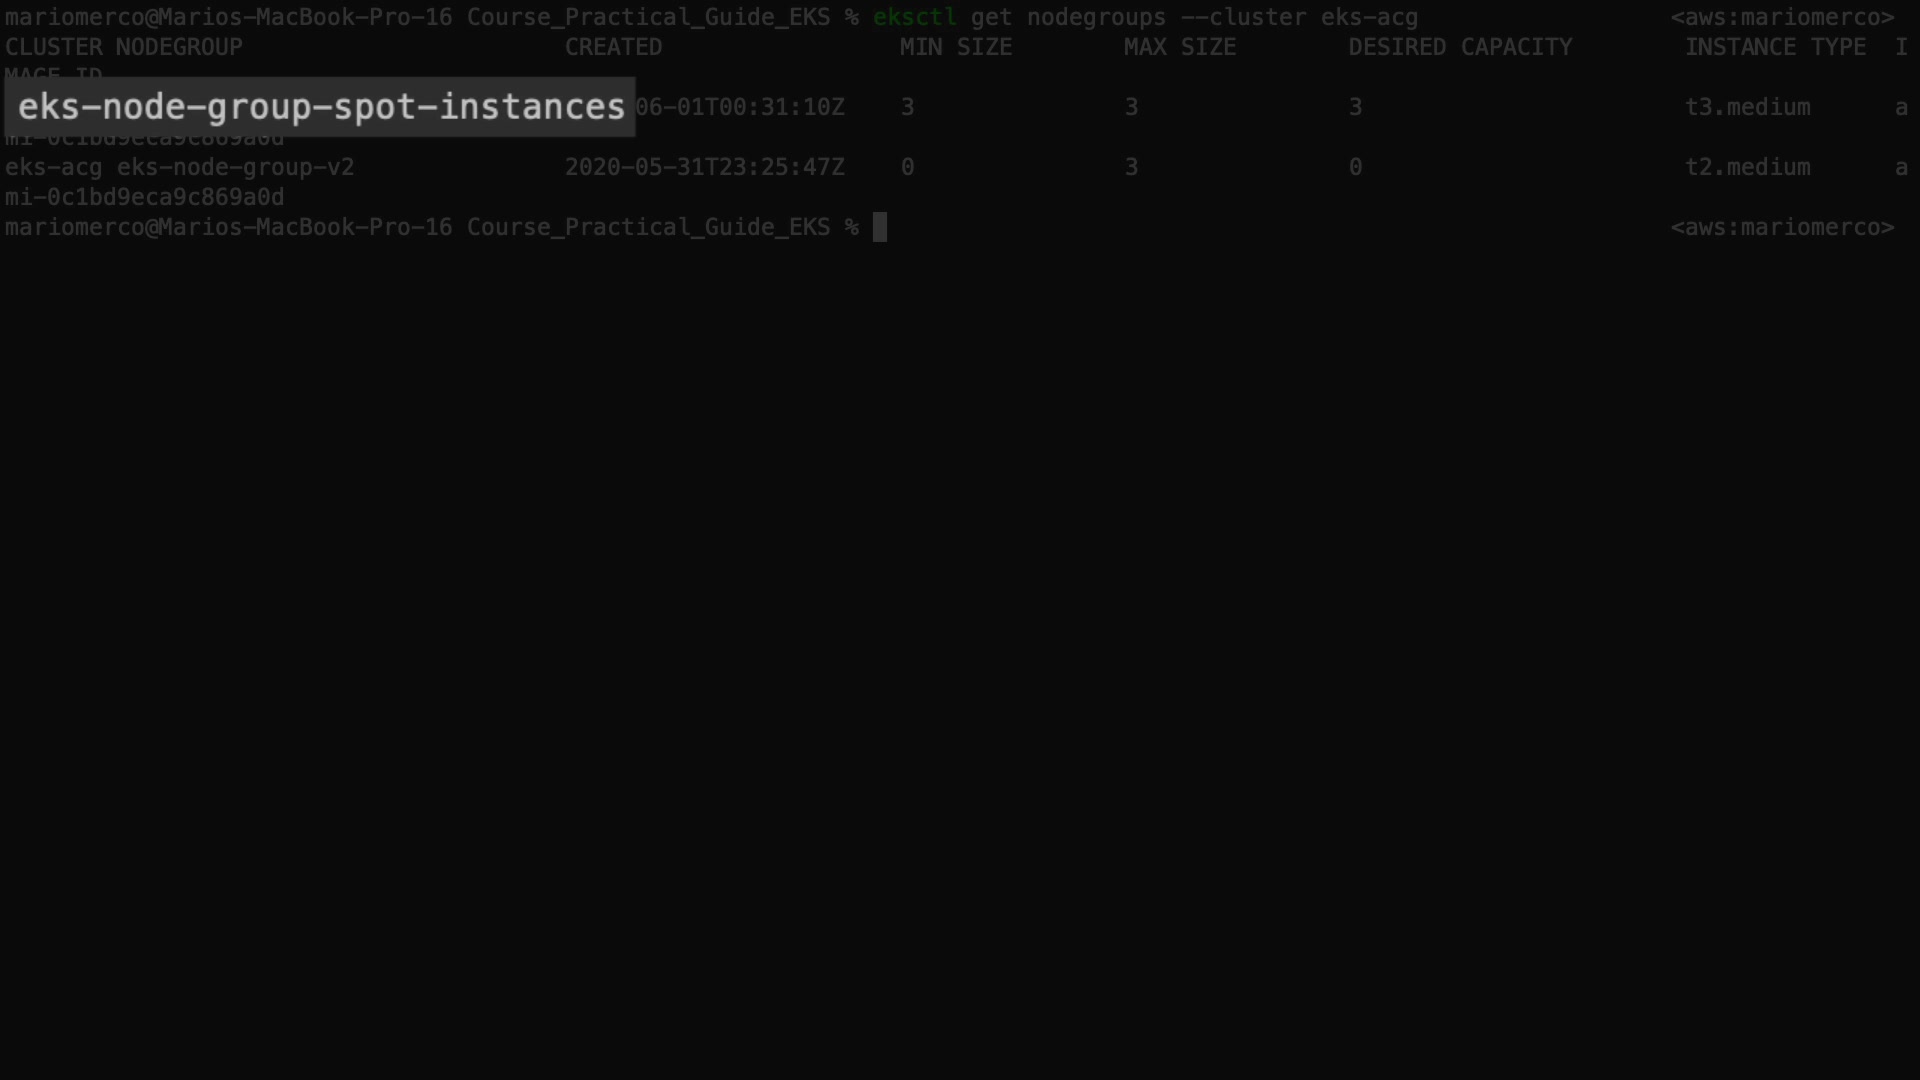 mariomerco@Marios-MacBook-Pro-16 Course_Practical_Guide_EKS % eksctl get nodegroups --cluster eks-acg <aws:mariomerco>
CLUSTER NODEGROUP CREATED MIN SIZE MAX SIZE DESIRED CAPACITY INSTANCE TYPE I
MAGE ID
eks-node-group-spot-instances 06-01T00:31:10Z 3 3 3 t3.medium a
mi-0c1bd9eca9c869a0d
eks-acg eks-node-group-v2 2020-05-31T23:25:47Z 0 3 0 t2.medium a
mi-0c1bd9eca9c869a0d
mariomerco@Marios-MacBook-Pro-16 Course_Practical_Guide_EKS % <aws:mariomerco>